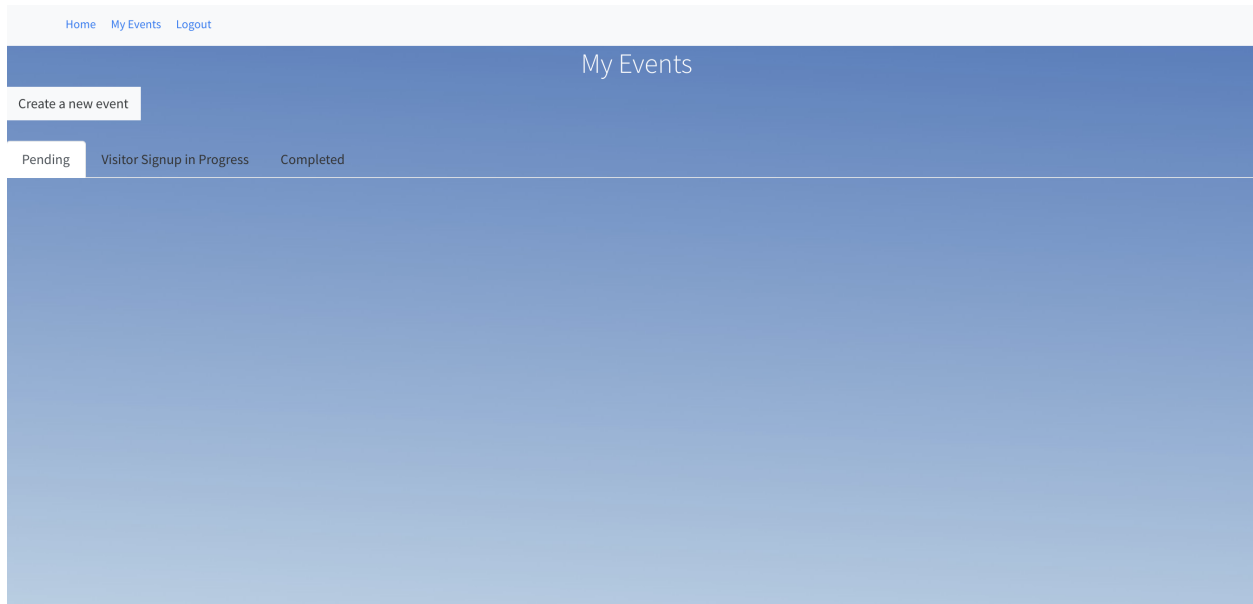 Home My Events Logout
My Events
Create a new event
Pending Visitor Signup in Progress Completed